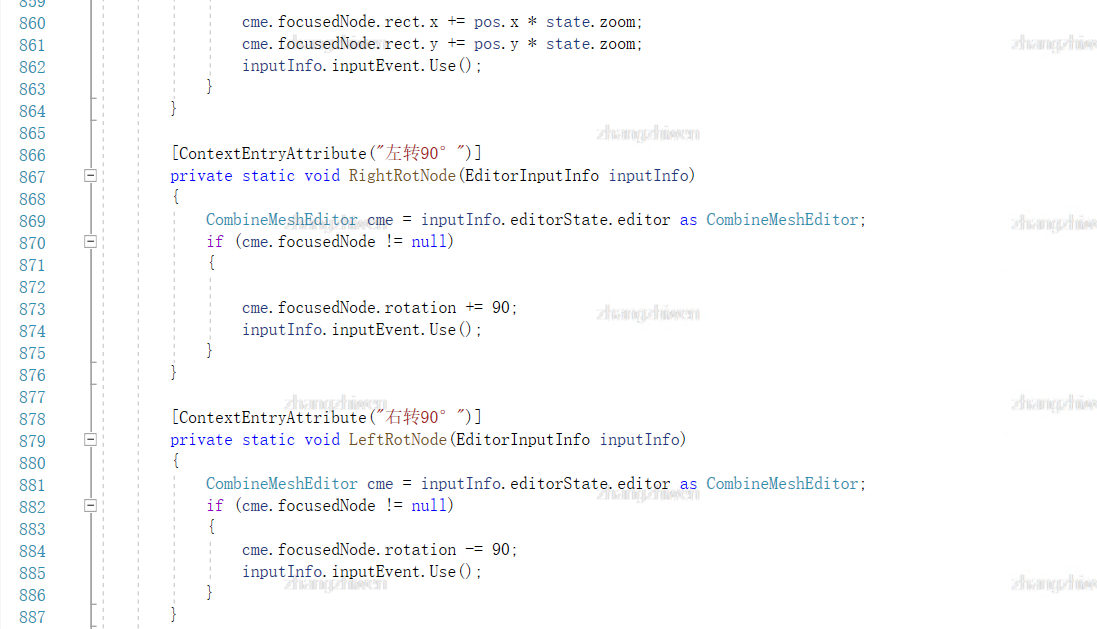 859
860 cme.focusedNode.rect.x += pos.x * state.zoom;
861 cme.focusedNode.rect.y += pos.y * state.zoom;
862 inputInfo.inputEvent.Use();
863 }
864 }
865
866 [ContextEntryAttribute("左转90°")]
867 private static void RightRotNode(EditorInputInfo inputInfo)
868 {
869 CombineMeshEditor cme = inputInfo.editorState.editor as CombineMeshEditor;
870 if (cme.focusedNode != null)
871 {
872
873 cme.focusedNode.rotation += 90;
874 inputInfo.inputEvent.Use();
875 }
876 }
877
878 [ContextEntryAttribute("右转90°")]
879 private static void LeftRotNode(EditorInputInfo inputInfo)
880 {
881 CombineMeshEditor cme = inputInfo.editorState.editor as CombineMeshEditor;
882 if (cme.focusedNode != null)
883 {
884 cme.focusedNode.rotation -= 90;
885 inputInfo.inputEvent.Use();
886 }
887 }
zhangzhiwen